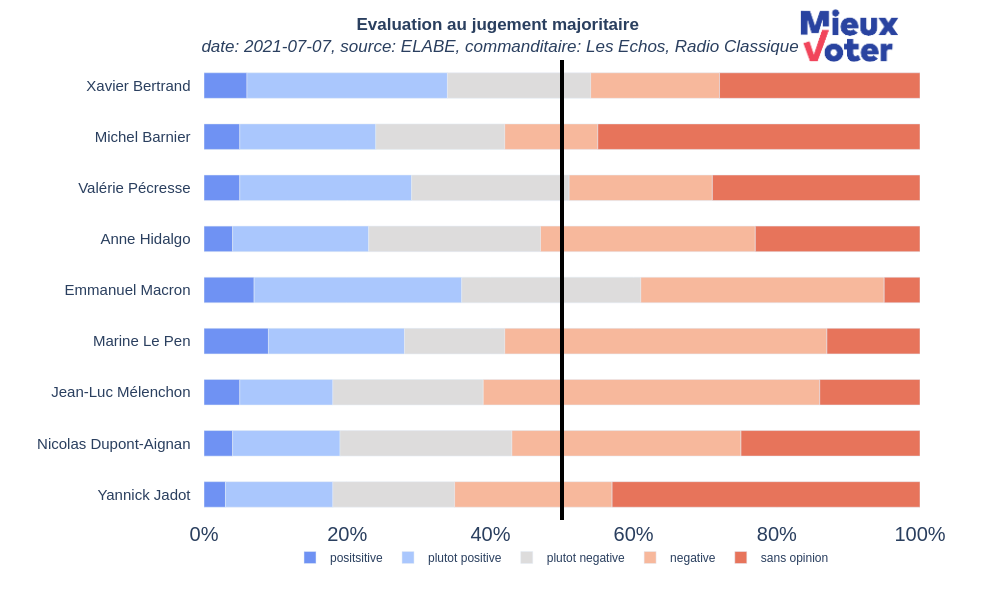 Evaluation au jugement majoritaire
date: 2021-07-07, source: ELABE, commanditaire: Les Echos, Radio Classique
Mieux
Voter
Xavier Bertrand
Michel Barnier
Valérie Pécresse
Anne Hidalgo
Emmanuel Macron
Marine Le Pen
Jean-Luc Mélenchon
Nicolas Dupont-Aignan
Yannick Jadot
0% 20% 40% 60% 80% 100%
positsitive plutot positive plutot negative negative sans opinion